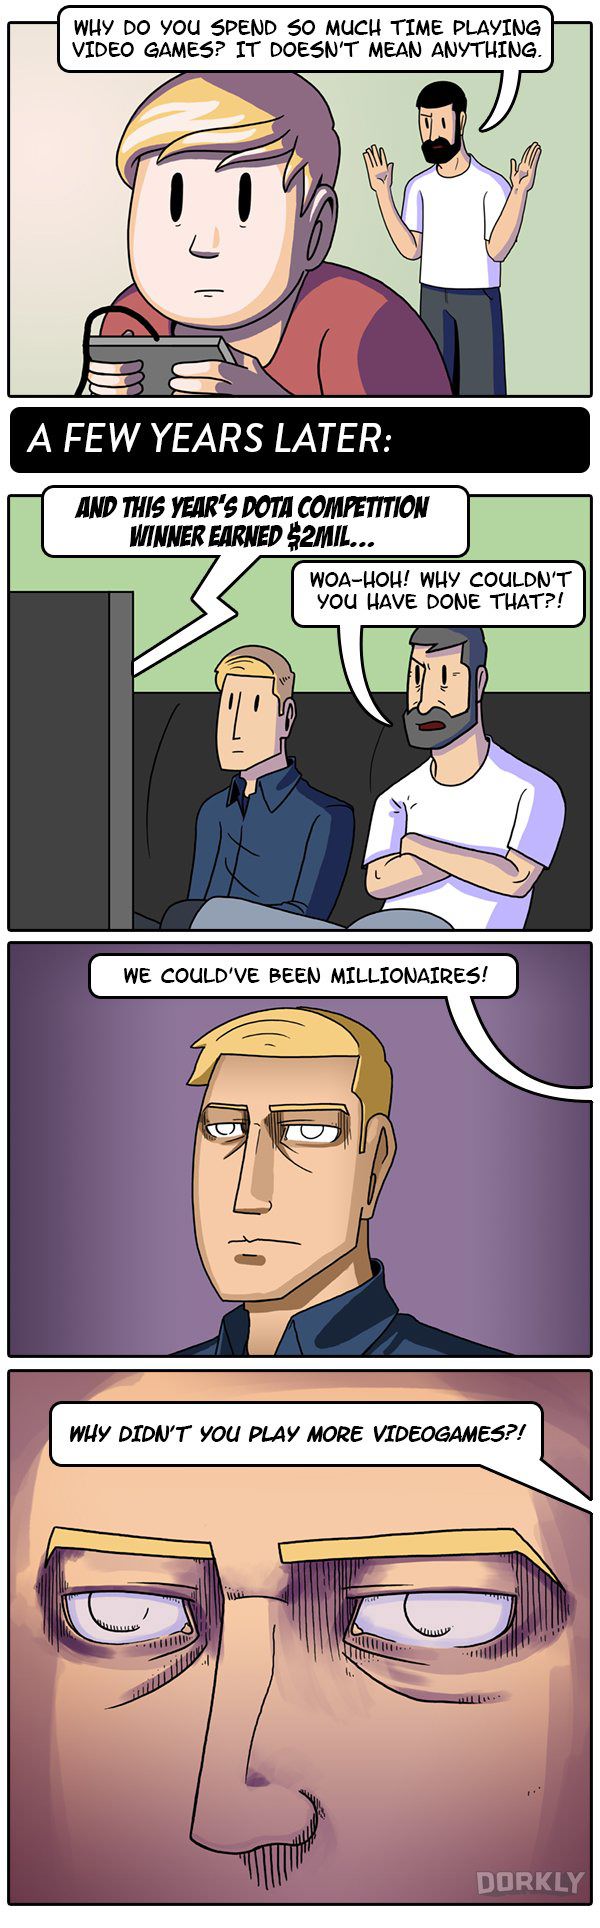 WHY DO YOU SPEND SO MUCH TIME PLAYING
VIDEO GAMES? IT DOESN'T MEAN ANYTHING.
A FEW YEARS LATER:
AND THIS YEAR'S DOTA COMPETITION
WINNER EARNED $2MIL...
WOA-HOH! WHY COULDN'T
YOU HAVE DONE THAT?!
WE COULD'VE BEEN MILLIONAIRES!
WHY DIDN'T YOU PLAY MORE VIDEOGAMES?!
DORKLY